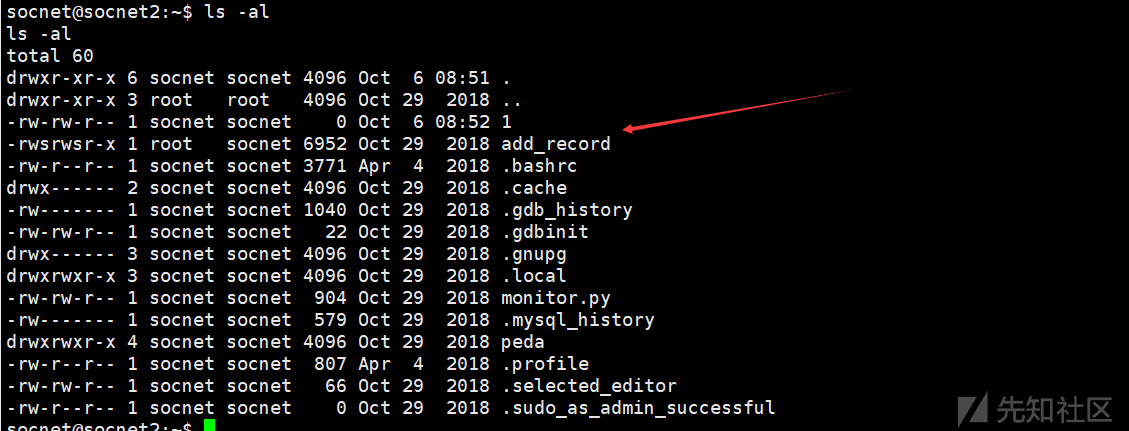 socnet@socnet2:~$ ls -al
ls -al
total 60
drwxr-xr-x 6 socnet socnet 4096 Oct  6 08:51 .
drwxr-xr-x 3 root   root   4096 Oct 29  2018 ..
-rw-rw-r-- 1 socnet socnet    0 Oct  6 08:52 1
-rwsrwsr-x 1 root   socnet 6952 Oct 29  2018 add_record
-rw-r--r-- 1 socnet socnet 3771 Apr  4  2018 .bashrc
drwx------ 2 socnet socnet 4096 Oct 29  2018 .cache
-rw------- 1 socnet socnet 1040 Oct 29  2018 .gdb_history
-rw-rw-r-- 1 socnet socnet   22 Oct 29  2018 .gdbinit
drwx------ 3 socnet socnet 4096 Oct 29  2018 .gnupg
drwxrwxr-x 3 socnet socnet 4096 Oct 29  2018 .local
-rw-rw-r-- 1 socnet socnet  904 Oct 29  2018 monitor.py
-rw------- 1 socnet socnet  579 Oct 29  2018 .mysql_history
drwxrwxr-x 4 socnet socnet 4096 Oct 29  2018 peda
-rw-r--r-- 1 socnet socnet  807 Apr  4  2018 .profile
-rw-rw-r-- 1 socnet socnet   66 Oct 29  2018 .selected_editor
-rw-r--r-- 1 socnet socnet    0 Oct 29  2018 .sudo_as_admin_successful
socnet@socnet2:~$
先知社区